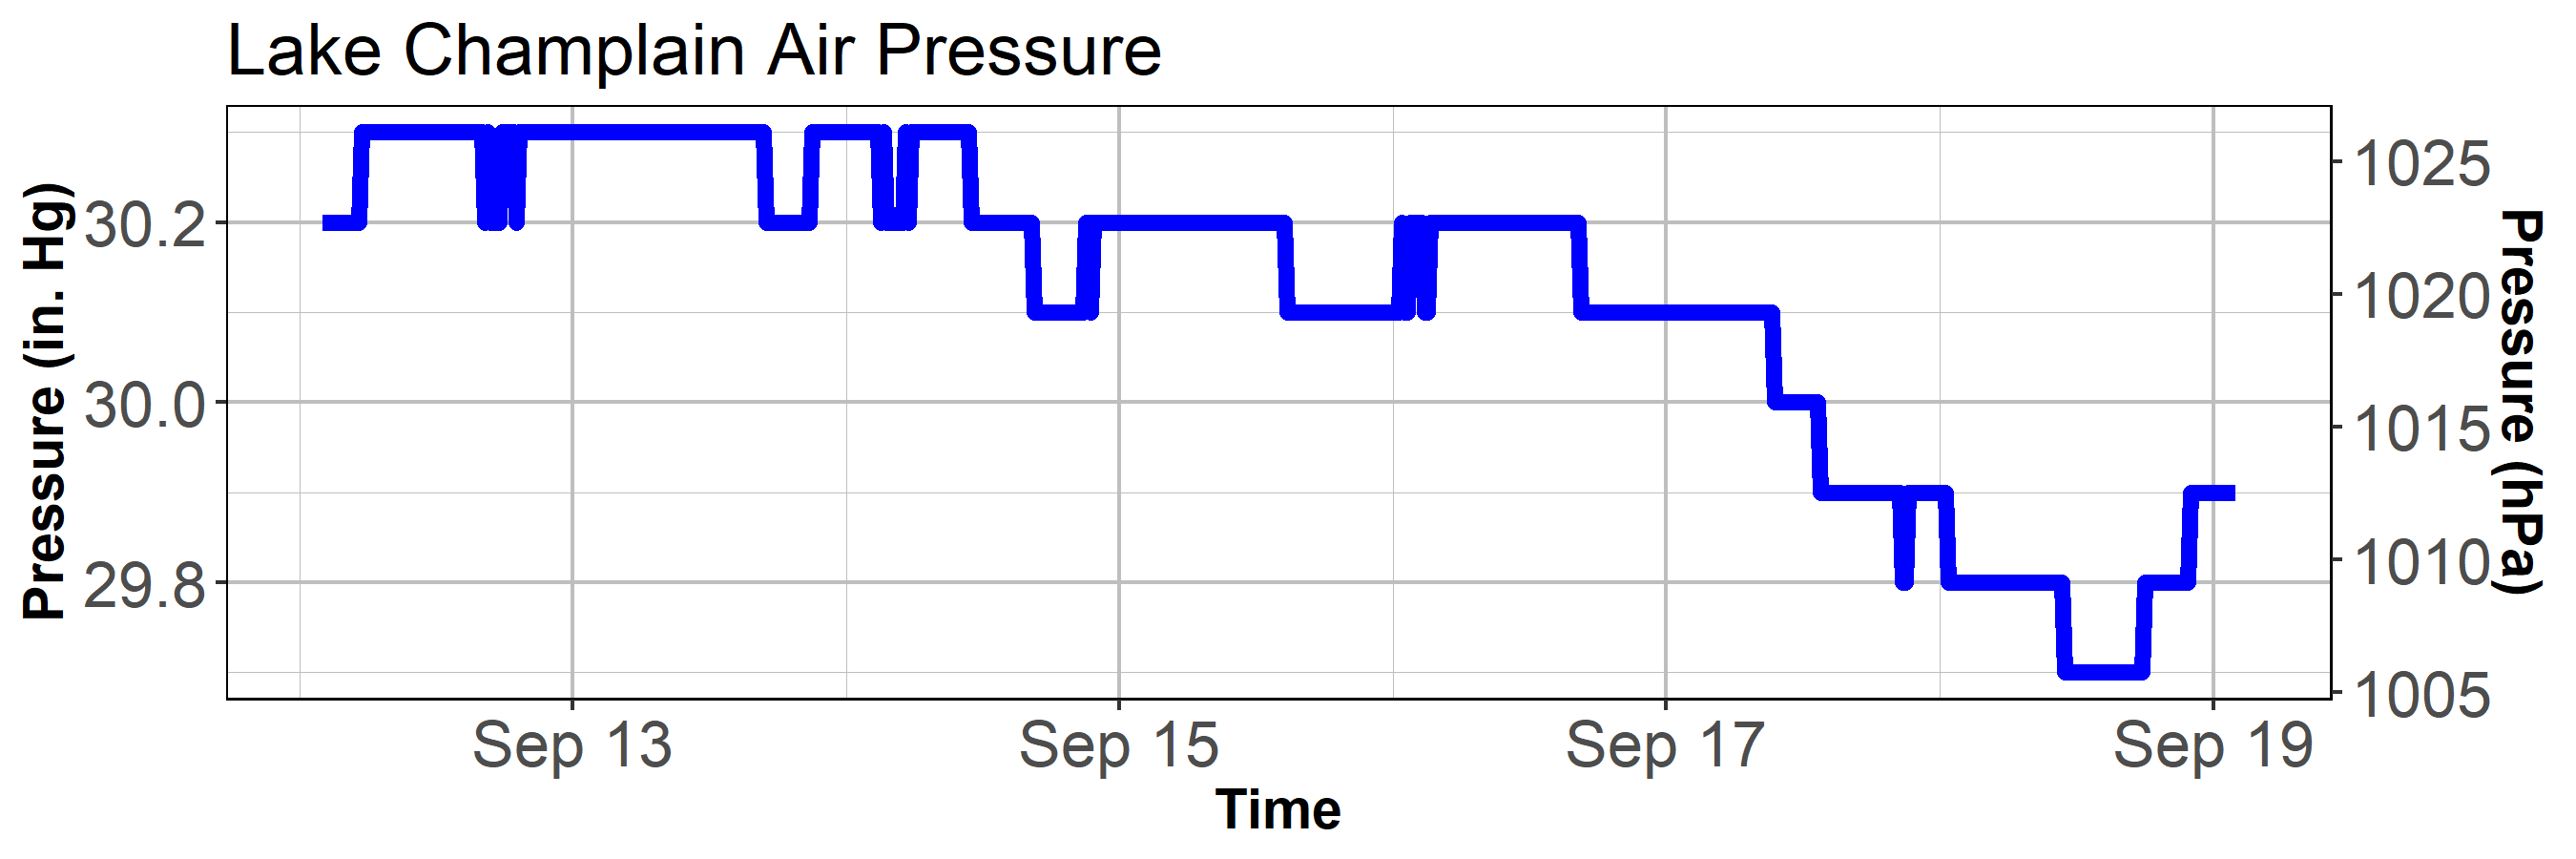 Lake Champlain Air Pressure
Pressure (in. Hg)
30.2
30.0
29.8
1025
1020
1015
1010
1005
Pressure (hPa)
Sep 13
Sep 15
Sep 17
Sep 19
Time